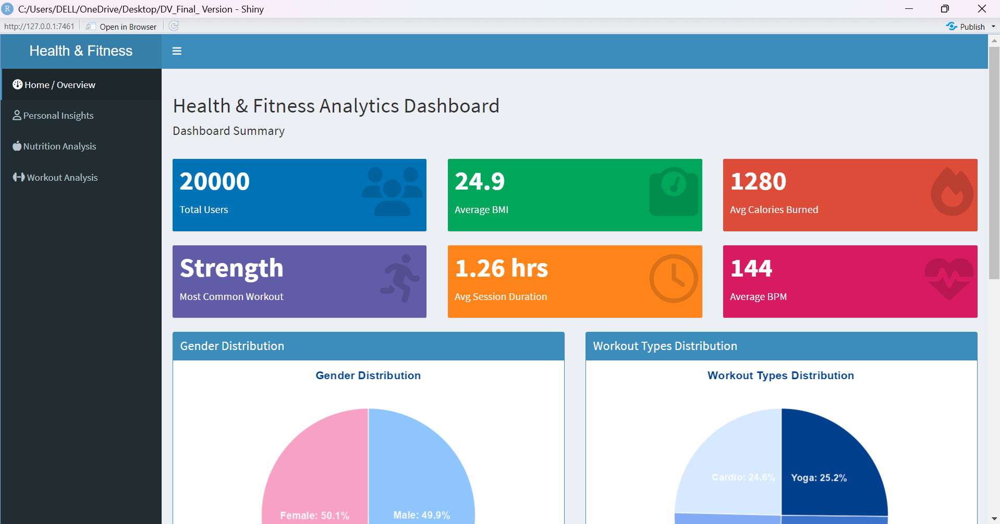 C:/Users/DELL/OneDrive/Desktop/DV_Final_ Version - Shiny
http://127.0.0.1:7461 Open in Browser Publish
Health & Fitness
Home / Overview
Personal Insights
Nutrition Analysis
Workout Analysis
Health & Fitness Analytics Dashboard
Dashboard Summary
20000
Total Users
24.9
Average BMI
1280
Avg Calories Burned
Strength
Most Common Workout
1.26 hrs
Avg Session Duration
144
Average BPM
Gender Distribution
Gender Distribution
Female: 50.1%
Male: 49.9%
Workout Types Distribution
Workout Types Distribution
Cardio: 24.6%
Yoga: 25.2%